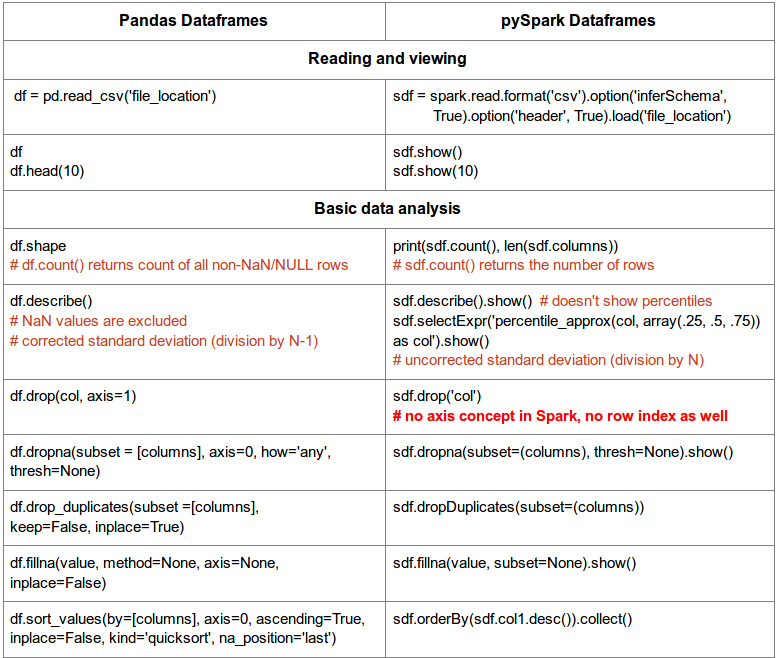 Pandas Dataframes
pySpark Dataframes
Reading and viewing
df = pd.read_csv('file_location')
sdf = spark.read.format('csv').option('inferSchema',
True).option('header', True).load('file_location')
df
df.head(10)
sdf.show()
sdf.show(10)
Basic data analysis
df.shape
# df.count() returns count of all non-NaN/NULL rows
print(sdf.count(), len(sdf.columns))
# sdf.count() returns the number of rows
df.describe()
# NaN values are excluded
# corrected standard deviation (division by N-1)
sdf.describe().show() # doesn't show percentiles
sdf.selectExpr('percentile_approx(col, array(.25, .5, .75))
as col').show()
# uncorrected standard deviation (division by N)
df.drop(col, axis=1)
sdf.drop('col')
# no axis concept in Spark, no row index as well
df.dropna(subset = [columns], axis=0, how='any',
thresh=None)
sdf.dropna(subset=(columns), thresh=None).show()
df.drop_duplicates(subset =[columns],
keep=False, inplace=True)
sdf.dropDuplicates(subset=(columns))
df.fillna(value, method=None, axis=None,
inplace=False)
sdf.fillna(value, subset=None).show()
df.sort_values(by=[columns], axis=0, ascending=True,
inplace=False, kind='quicksort', na_position='last')
sdf.orderBy(sdf.col1.desc()).collect()